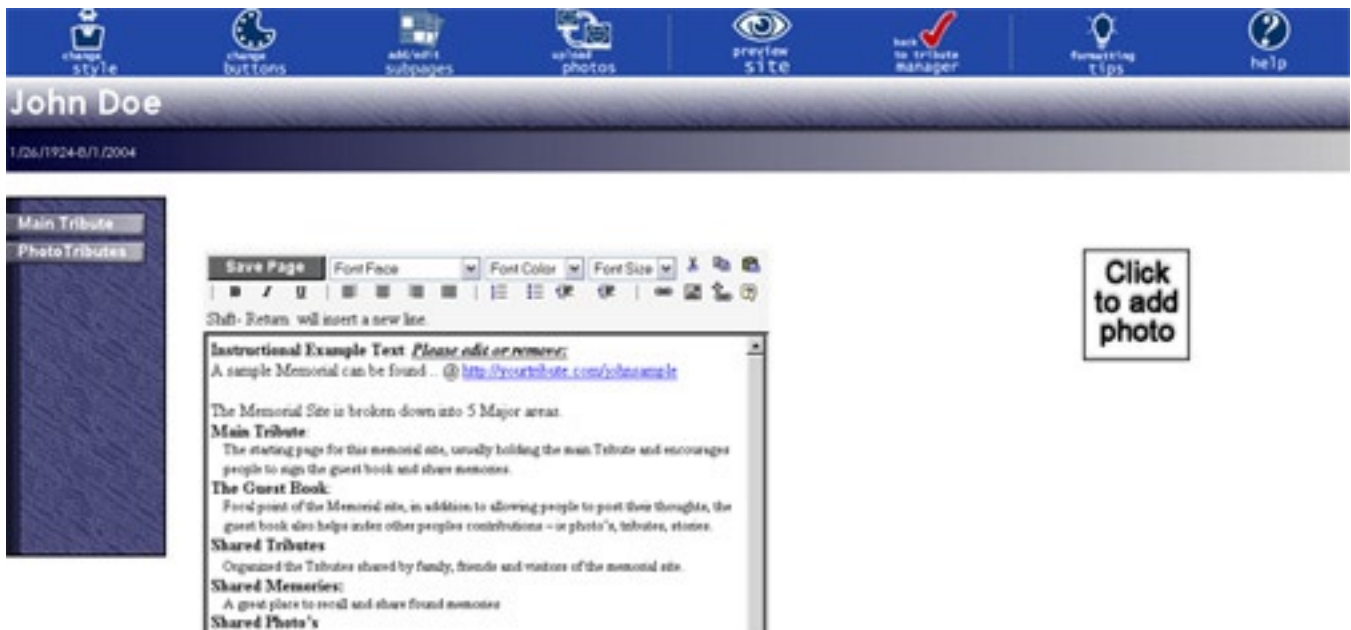 change style
change buttons
add/edit subpages
upload photos
preview site
back to tribute manager
formatting tips
help
John Doe
1/26/1924-8/1/2004
Main Tribute
PhotoTributes
Save Page Font Face Font Color Font Size
B I U
Shift- Return will insert a new line.
Instructional Example Text Please edit or remove:
A sample Memorial can be found .. @ http://yourtribute.com/johnsample
The Memorial Site is broken down into 5 Major areas.
Main Tribute:
The starting page for this memorial site, usually holding the main Tribute and encourages
people to sign the guest book and share memories.
The Guest Book:
Focal point of the Memorial site, in addition to allowing people to post their thoughts, the
guest book also helps index other peoples contributions – ie photo's, tributes, stories.
Shared Tributes
Organized the Tributes shared by family, friends and visitors of the memorial site.
Shared Memories:
A great place to recall and share found memories
Shared Photo's
Click
to add
photo